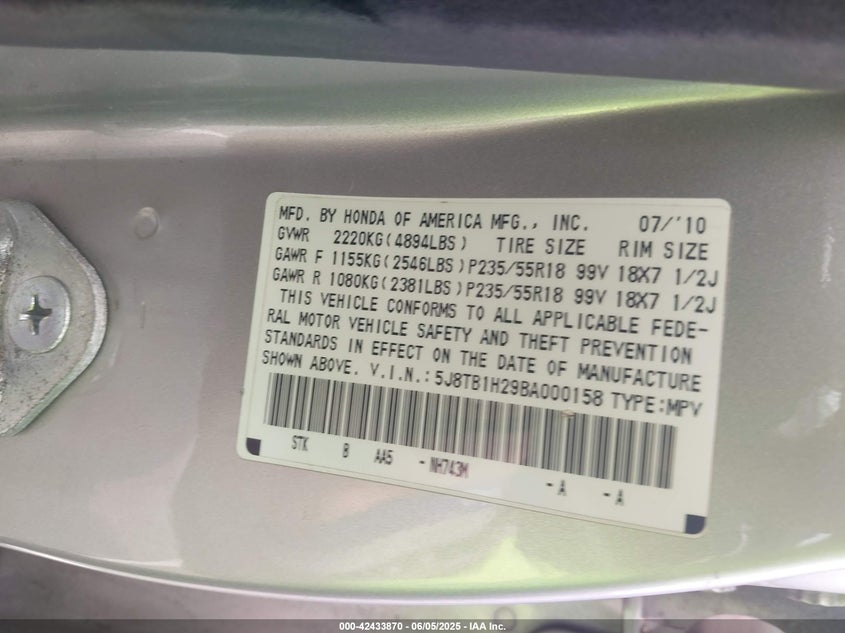 MFD. BY HONDA OF AMERICA MFG., INC. 07/'10
GVWR 2220KG(4894LBS) TIRE SIZE RIM SIZE
GAWR F 1155KG(2546LBS)P235/55R18 99V 18X7 1/2J
GAWR R 1080KG(2381LBS)P235/55R18 99V 18X7 1/2J
THIS VEHICLE CONFORMS TO ALL APPLICABLE FEDE-
RAL MOTOR VEHICLE SAFETY AND THEFT PREVENTION
STANDARDS IN EFFECT ON THE DATE OF MANUFACTURE
SHOWN ABOVE. V.I.N.:5J8TB1H29BA000158 TYPE:MPV
STK B AA5 -NH743M -A -A
000-42433870 - 06/05/2025 - IAA Inc.